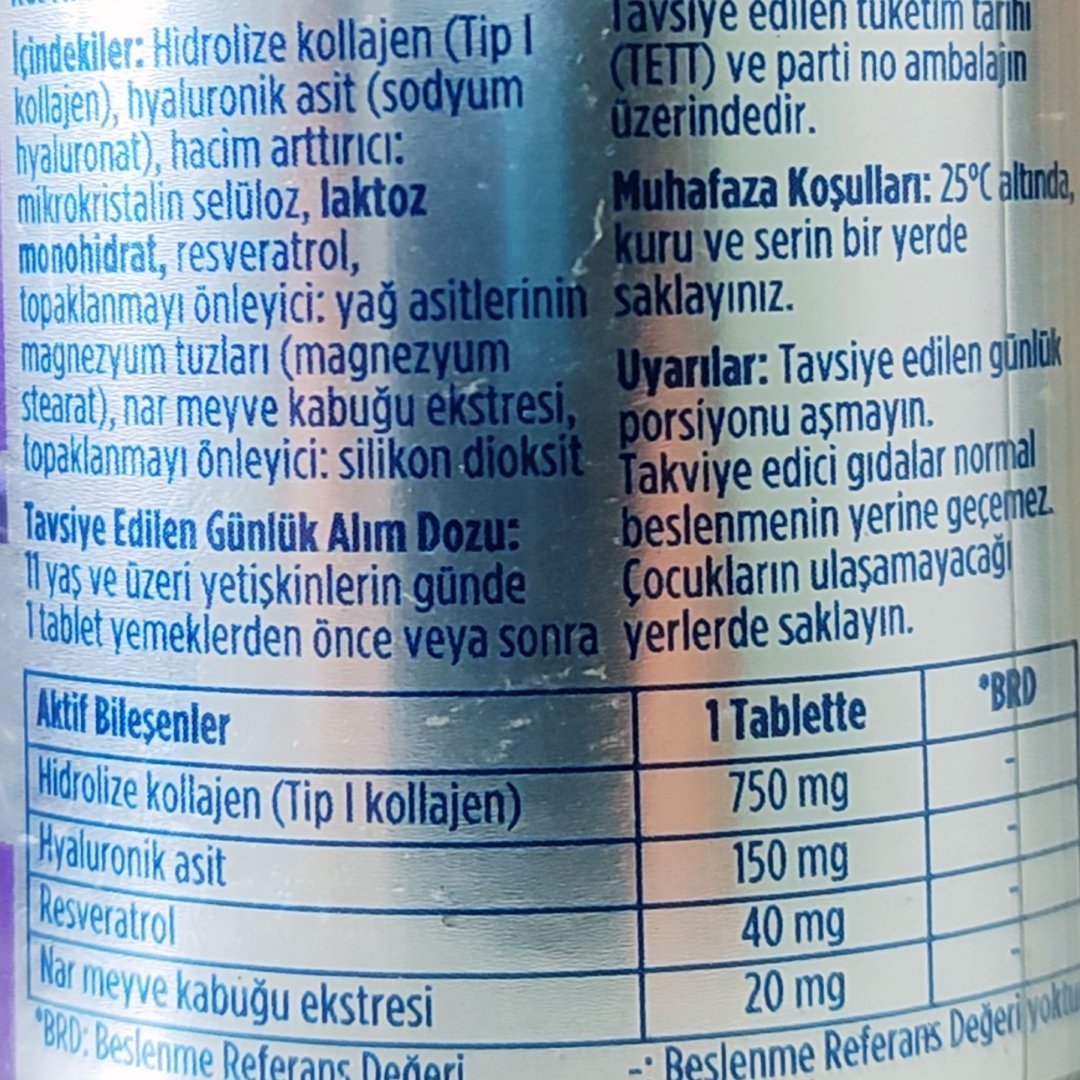 İçindekiler: Hidrolize kollajen (Tip I
kollajen), hyaluronik asit (sodyum
hyaluronat), hacim arttırıcı:
mikrokristalin selüloz, laktoz
monohidrat, resveratrol,
topaklanmayı önleyici: yağ asitlerinin
magnezyum tuzları (magnezyum
stearat), nar meyve kabuğu ekstresi,
topaklanmayı önleyici: silikon dioksit
Tavsiye Edilen Günlük Alım Dozu:
11 yaş ve üzeri yetişkinlerin günde
1 tablet yemeklerden önce veya sonra
Tavsiye edilen tüketim tarihi
(TETT) ve parti no ambalajın
üzerindedir.
Muhafaza Koşulları: 25°C altında,
kuru ve serin bir yerde
saklayınız.
Uyarılar: Tavsiye edilen günlük
porsiyonu aşmayın.
Takviye edici gıdalar normal
beslenmenin yerine geçemez.
Çocukların ulaşamayacağı
yerlerde saklayın.
Aktif Bileşenler 1 Tablette *BRD
Hidrolize kollajen (Tip I kollajen) 750 mg -
Hyaluronik asit 150 mg -
Resveratrol 40 mg -
Nar meyve kabuğu ekstresi 20 mg -
*BRD: Beslenme Referans Değeri -: Beslenme Referans Değeri yoktu